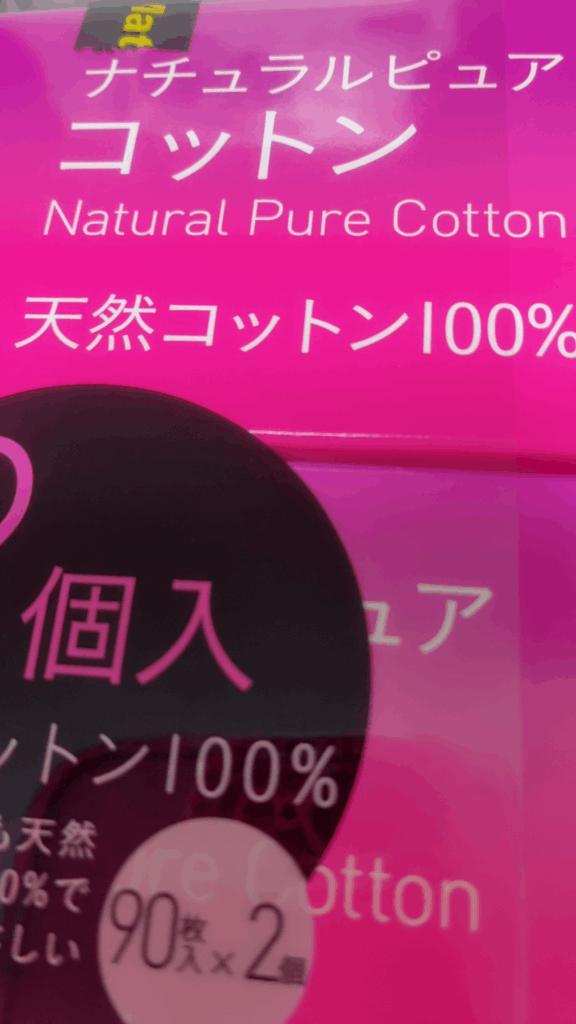 ナチュラルピュア
コットン
Natural Pure Cotton
天然コットン100%
個入
ュア
ットン100%
も天然
0%で
さしい
re Cotton
90枚入×2個